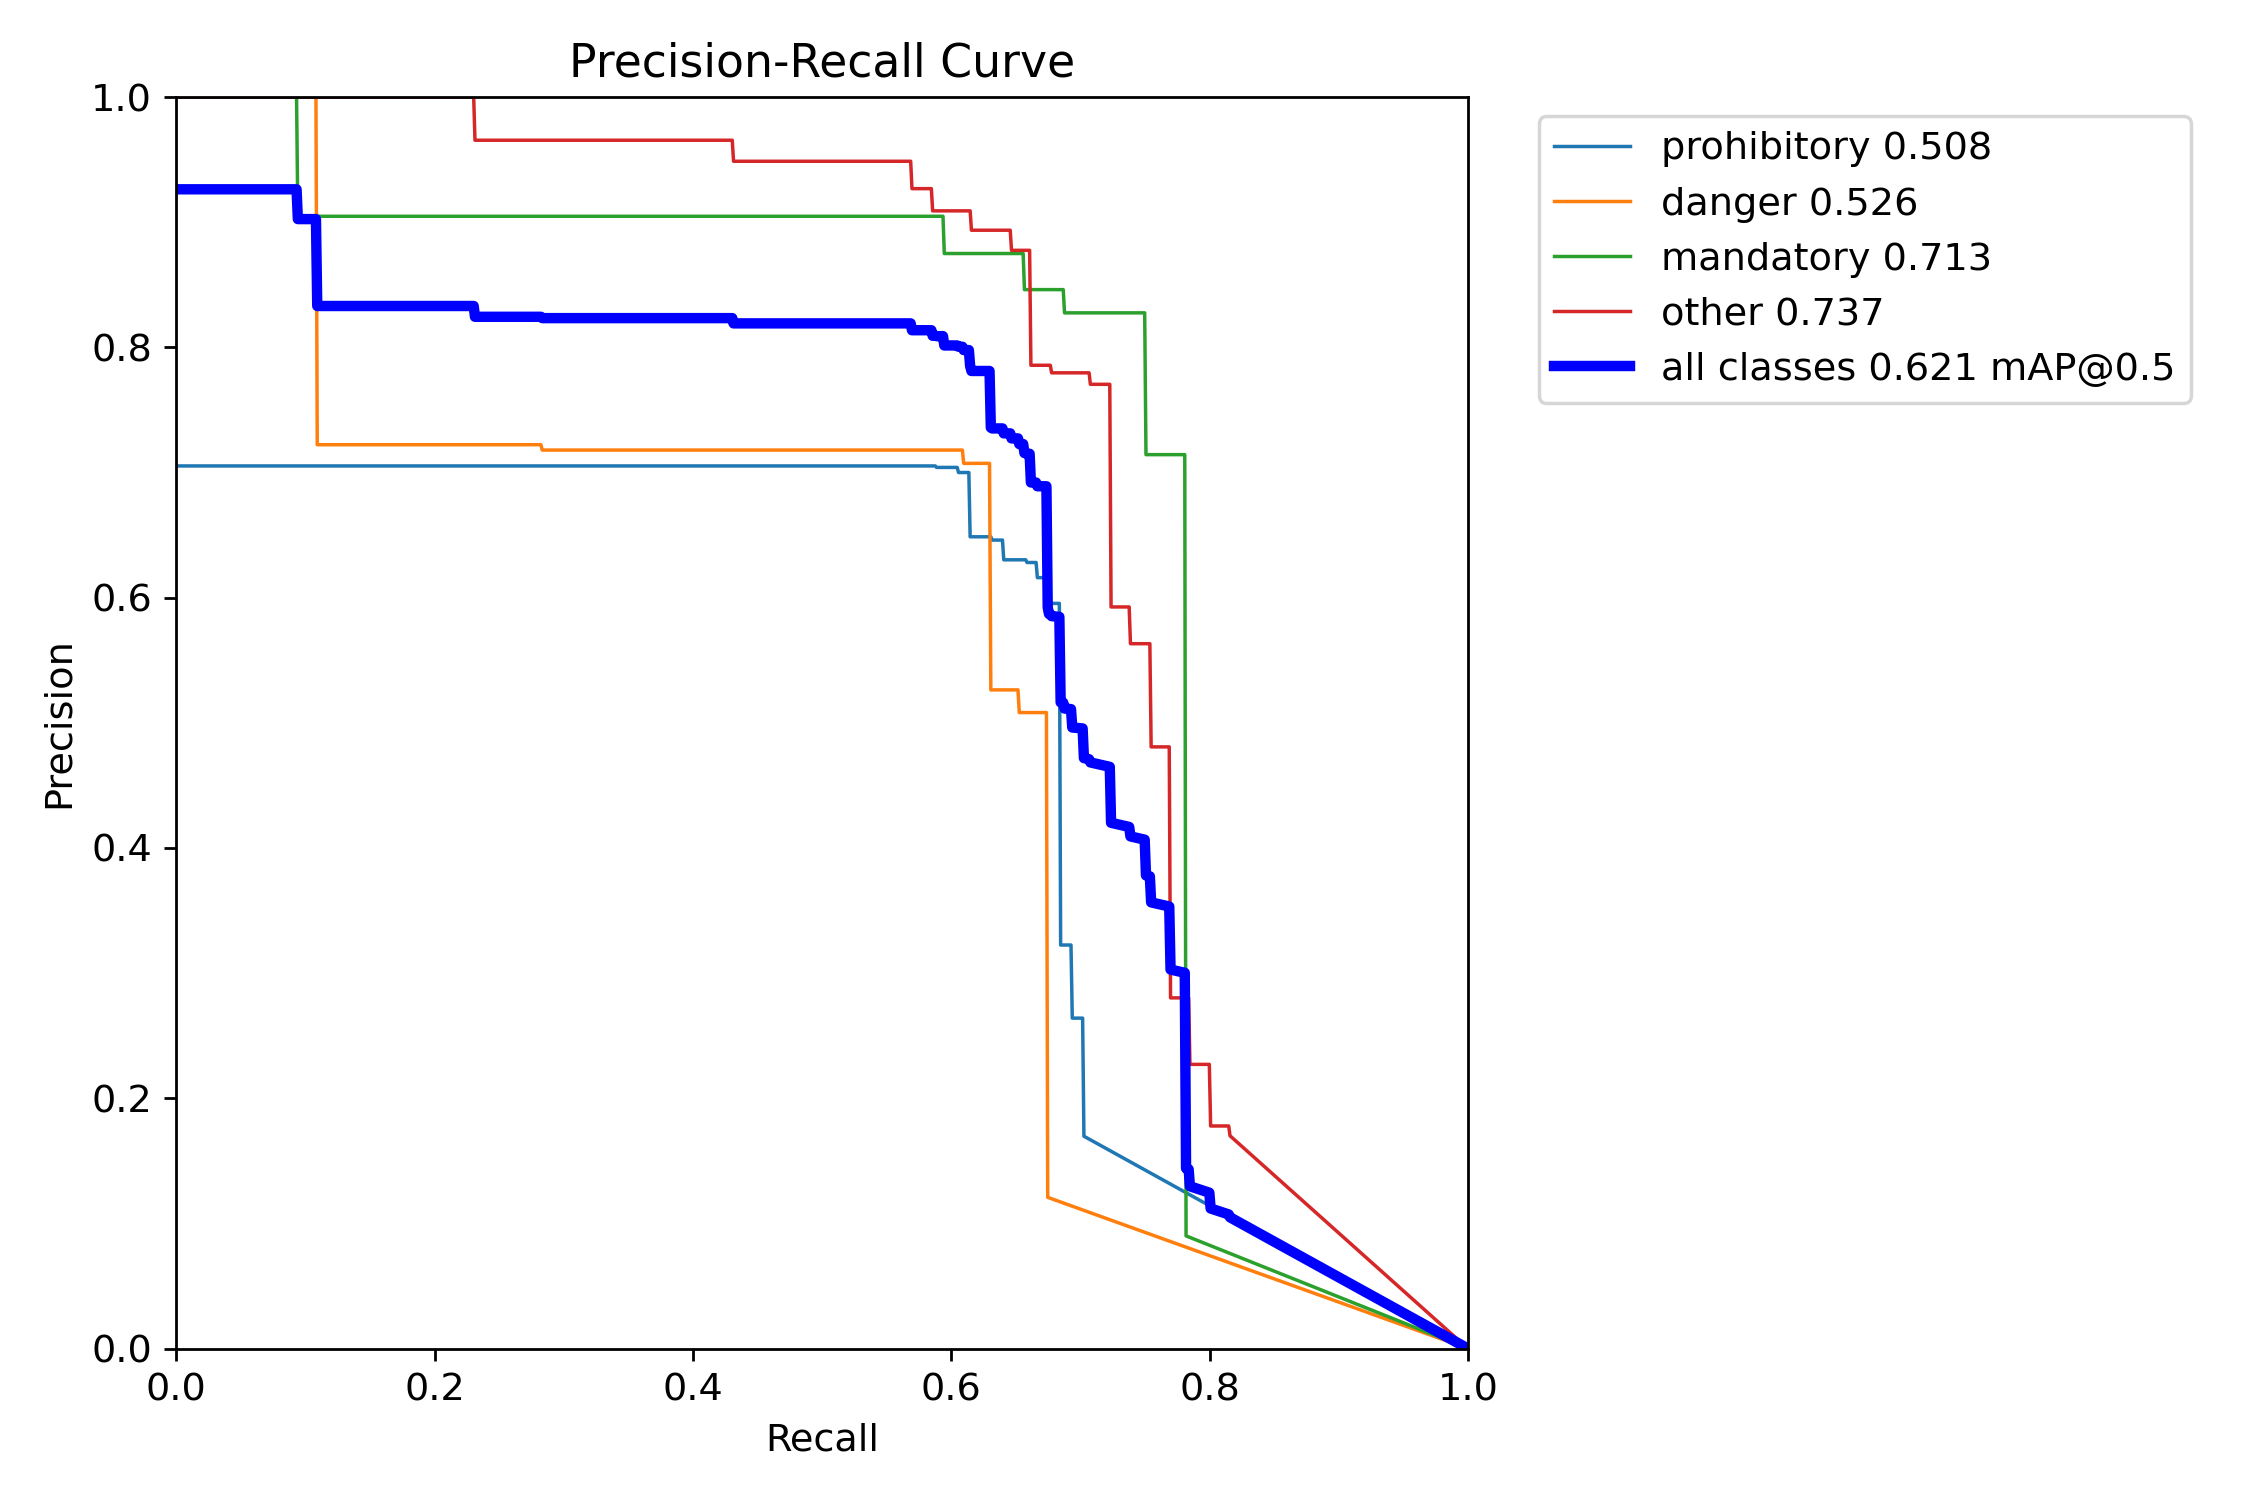 Precision-Recall Curve
1.0
0.8
0.6
0.4
0.2
0.0
Precision
0.0 0.2 0.4 0.6 0.8 1.0
Recall
prohibitory 0.508
danger 0.526
mandatory 0.713
other 0.737
all classes 0.621 mAP@0.5